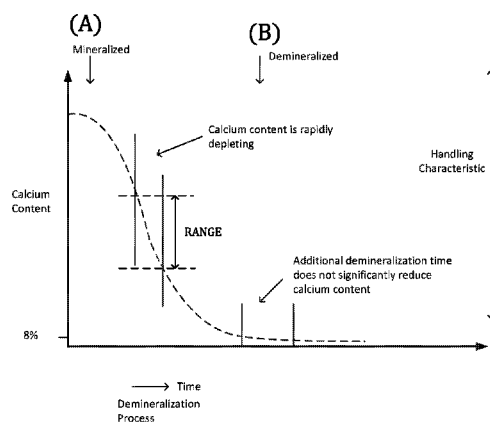 (A)
Mineralized
(B)
Demineralized
Calcium content is rapidly
depleting
Handling
Characteristic
Calcium
Content
RANGE
Additional demineralization time
does not significantly reduce
calcium content
8%
Time
Demineralization
Process